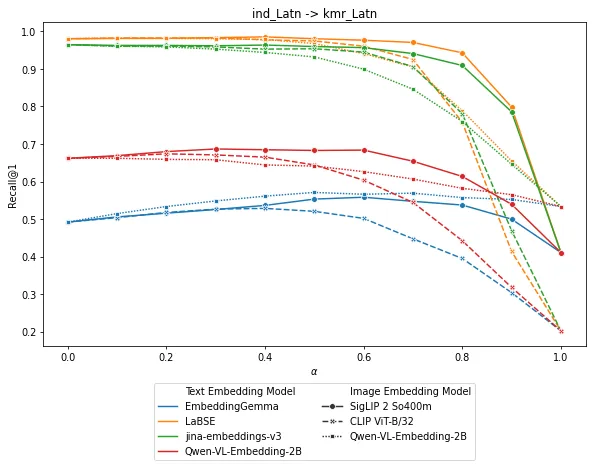 ind_Latn -> kmr_Latn
Recall@1
1.0
0.9
0.8
0.7
0.6
0.5
0.4
0.3
0.2
0.0 0.2 0.4 0.6 0.8 1.0
α
Text Embedding Model
EmbeddingGemma
LaBSE
jina-embeddings-v3
Qwen-VL-Embedding-2B
Image Embedding Model
SigLIP 2 So400m
CLIP ViT-B/32
Qwen-VL-Embedding-2B